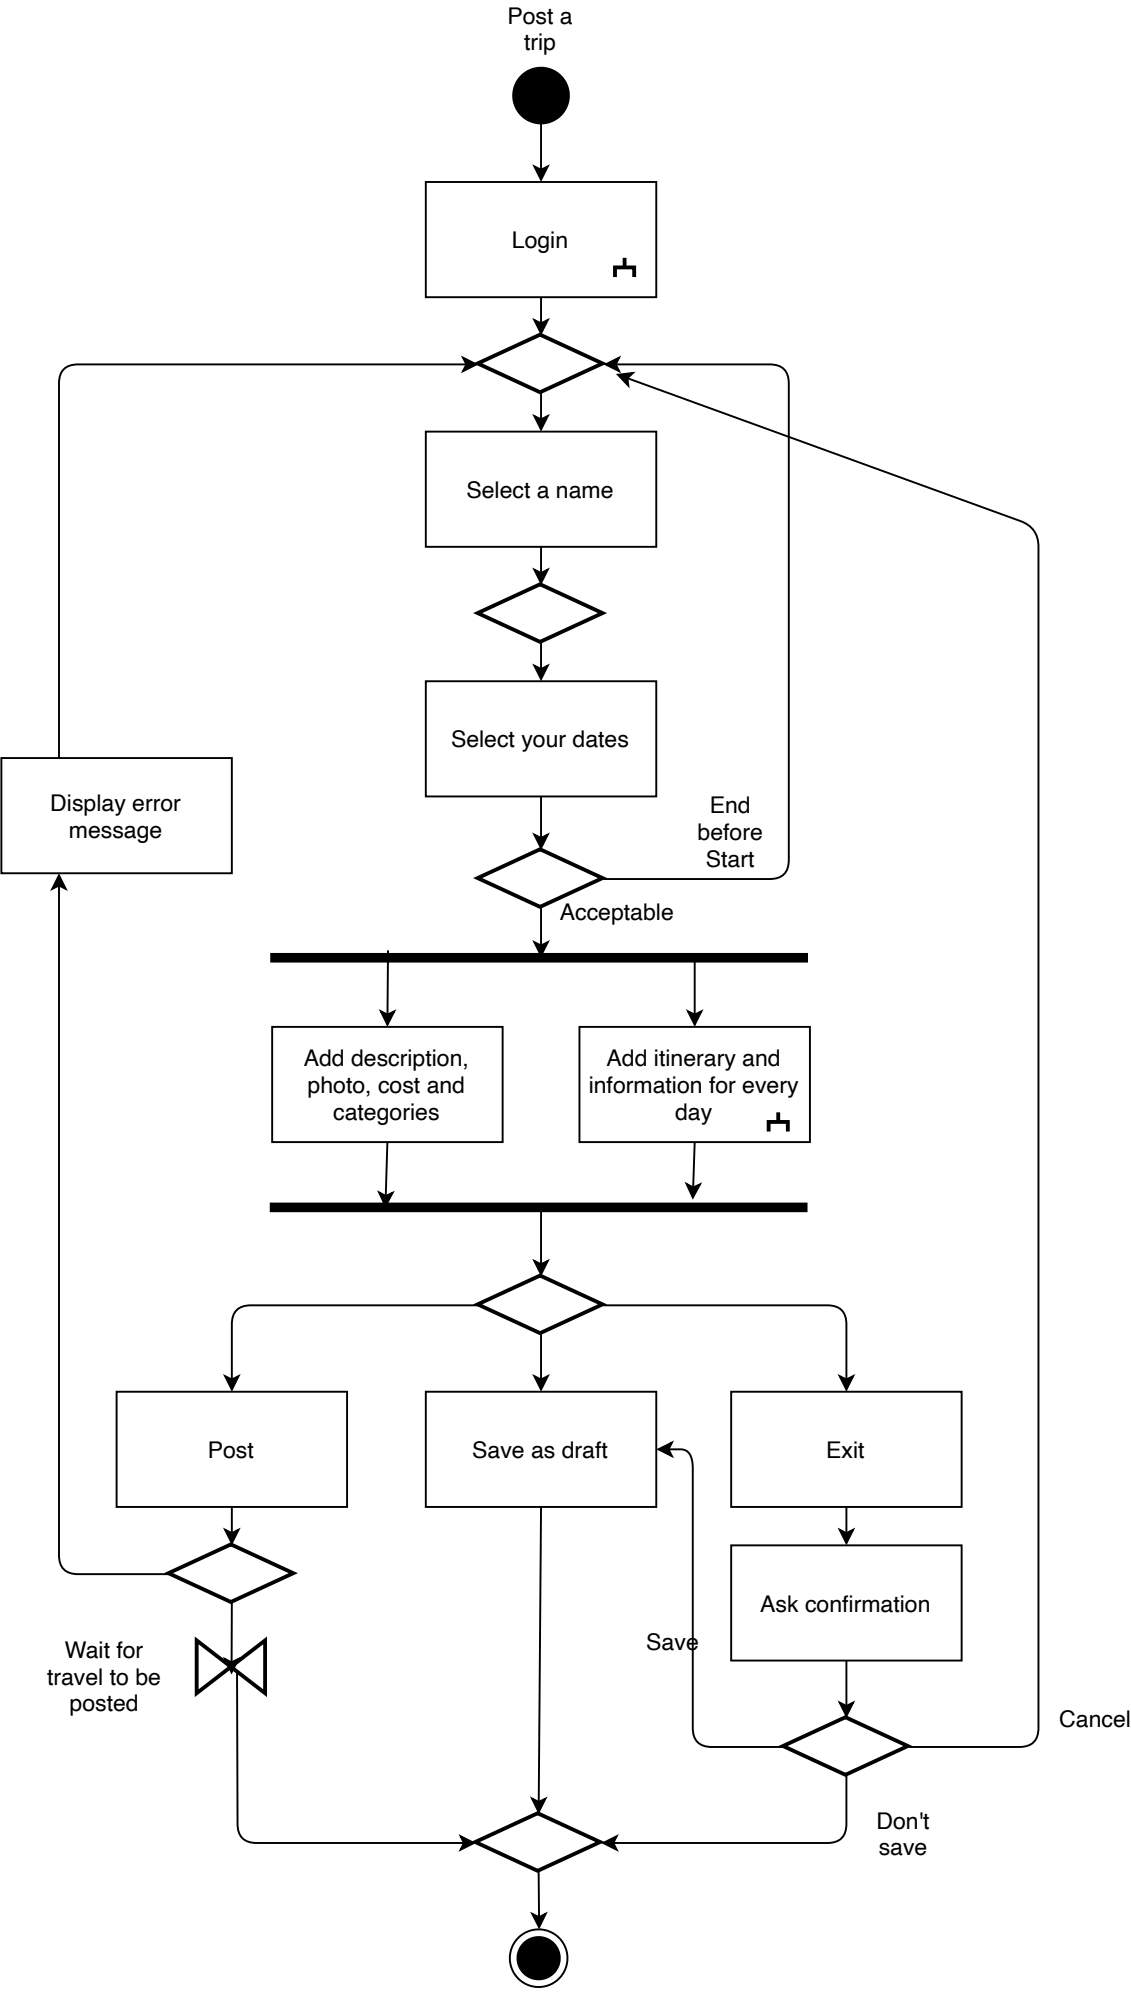 Post a
trip
Login
Select a name
Select your dates
Display error
message
End
before
Start
Acceptable
Add description,
photo, cost and
categories
Add itinerary and
information for every
day
Post
Save as draft
Exit
Ask confirmation
Save
Wait for
travel to be
posted
Cancel
Don't
save